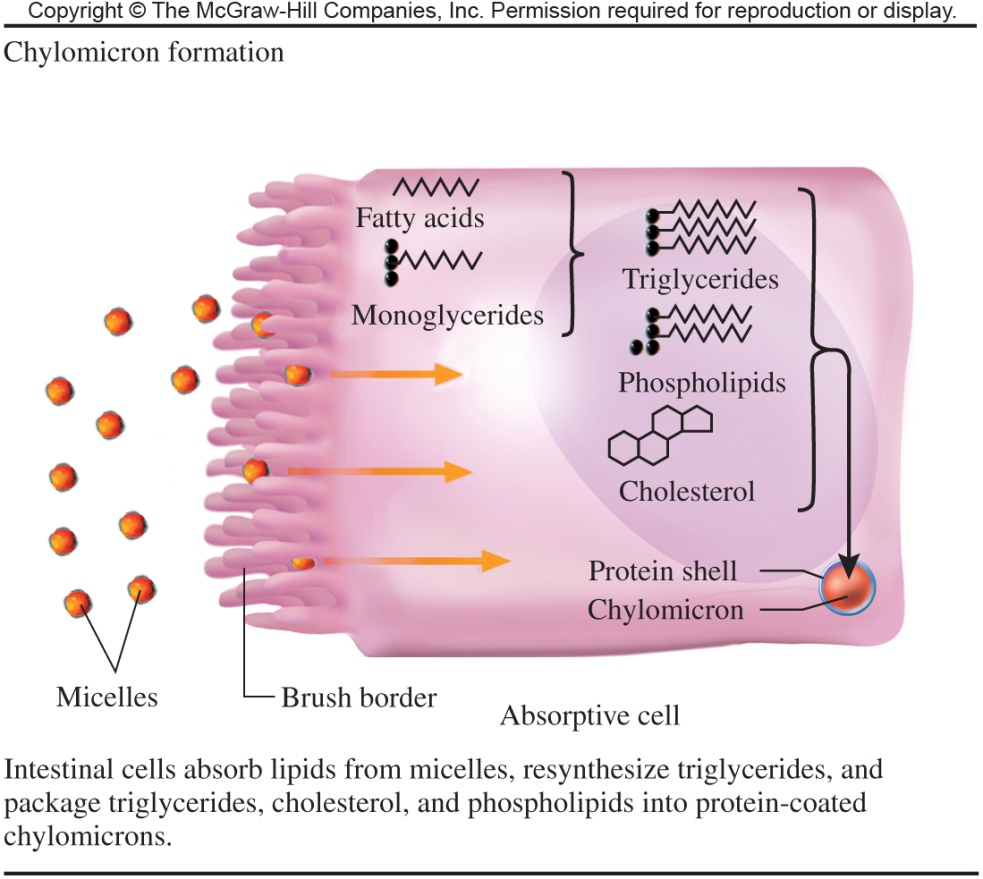 Copyright © The McGraw-Hill Companies, Inc. Permission required for reproduction or display.
Chylomicron formation
Fatty acids
Monoglycerides
Triglycerides
Phospholipids
Cholesterol
Protein shell
Chylomicron
Micelles
Brush border
Absorptive cell
Intestinal cells absorb lipids from micelles, resynthesize triglycerides, and
package triglycerides, cholesterol, and phospholipids into protein-coated
chylomicrons.